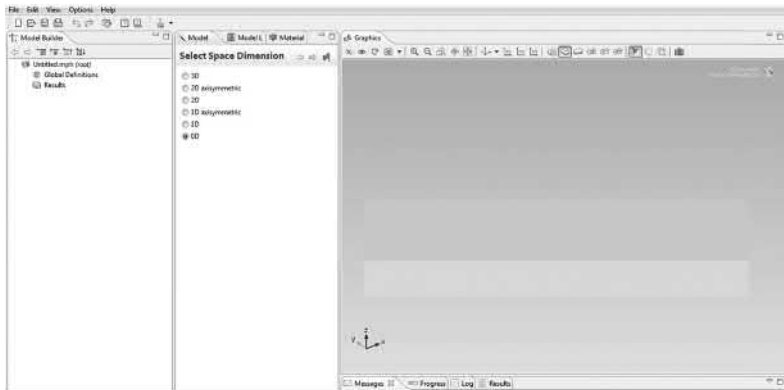 File Edit View Options Help
Model Builder
Untitled.mph (root)
Global Definitions
Results
Model
Model L
Material
Select Space Dimension
3D
2D axisymmetric
2D
1D axisymmetric
1D
0D
Graphics
z
y
x
Messages
Progress
Log
Results